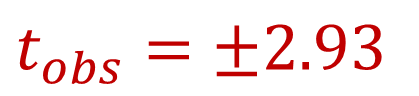 t_obs = ±2.93